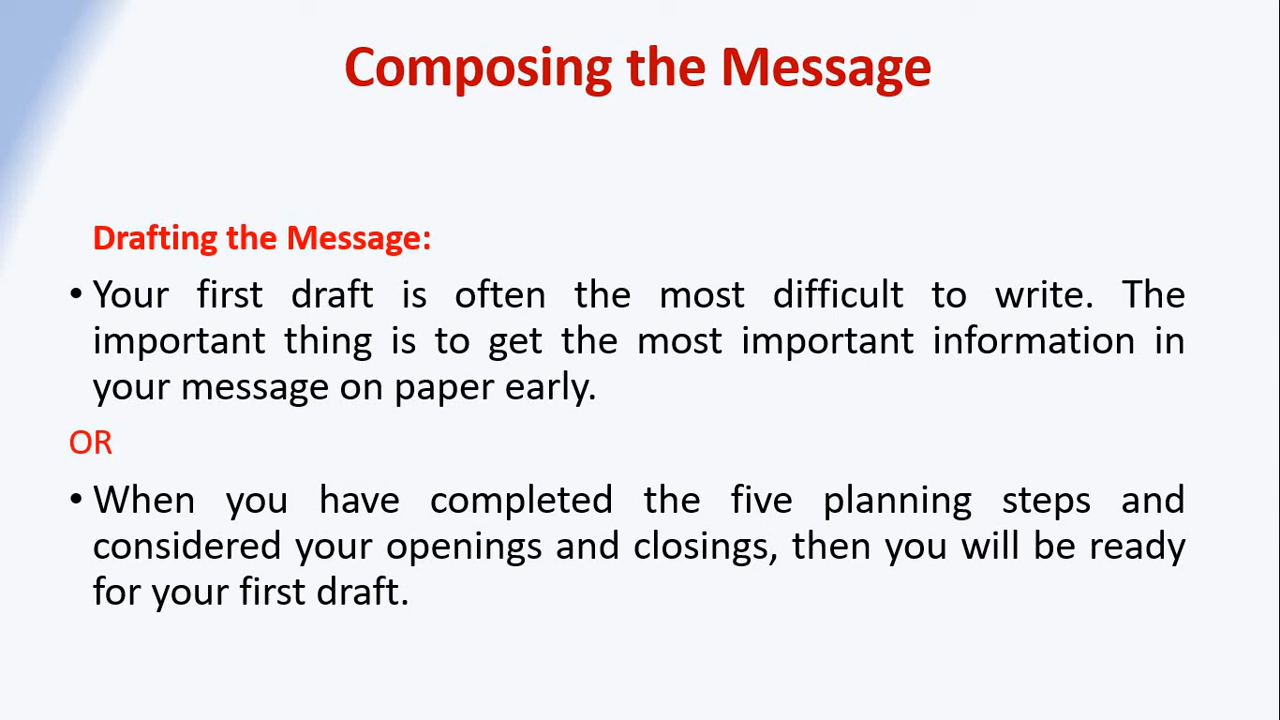 Composing the Message
Drafting the Message:
• Your first draft is often the most difficult to write. The
important thing is to get the most important information in
your message on paper early.
OR
• When you have completed the five planning steps and
considered your openings and closings, then you will be ready
for your first draft.